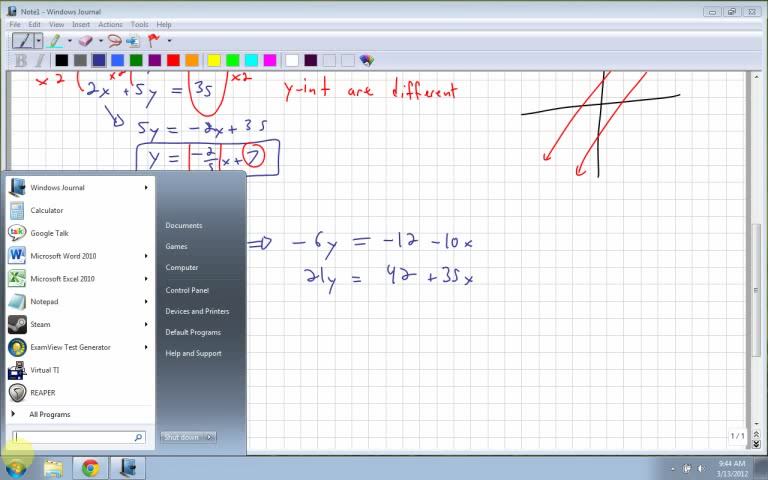 Note1 - Windows Journal
File Edit View Insert Actions Tools Help
B I
x 2 x2 x2
2x + 5y = 35 y-int are different
5y = -2x + 35
y = -2/5 x + 7
⇒ -6y = -12 -10x
21y = 42 + 35x
Windows Journal
Calculator
Google Talk
Microsoft Word 2010
Microsoft Excel 2010
Notepad
Steam
ExamView Test Generator
Virtual TI
REAPER
All Programs
Documents
Games
Computer
Control Panel
Devices and Printers
Default Programs
Help and Support
Shut down
1 / 1
talk
9:44 AM
3/13/2012